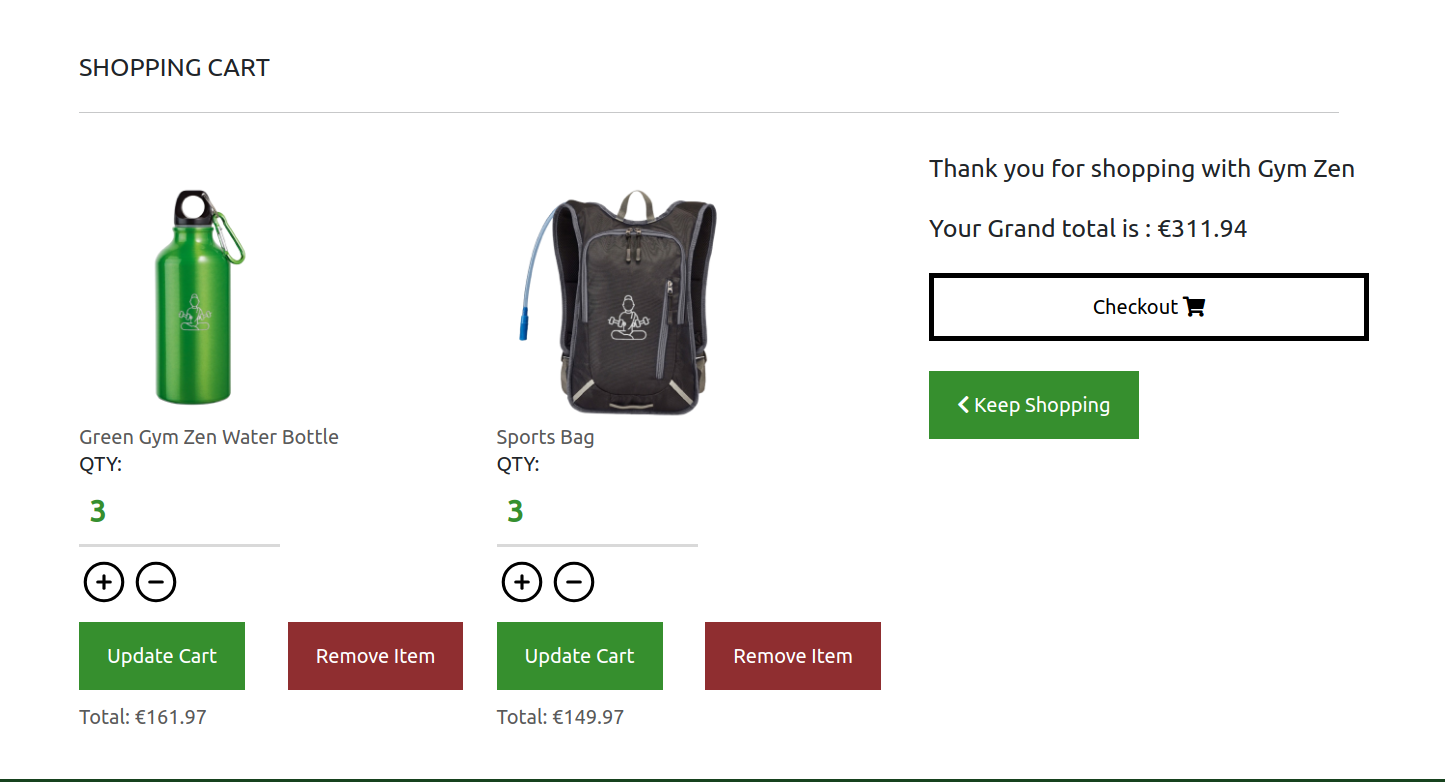 SHOPPING CART
Green Gym Zen Water Bottle
QTY:
3
Update Cart
Remove Item
Total: €161.97
Sports Bag
QTY:
3
Update Cart
Remove Item
Total: €149.97
Thank you for shopping with Gym Zen
Your Grand total is : €311.94
Checkout
Keep Shopping